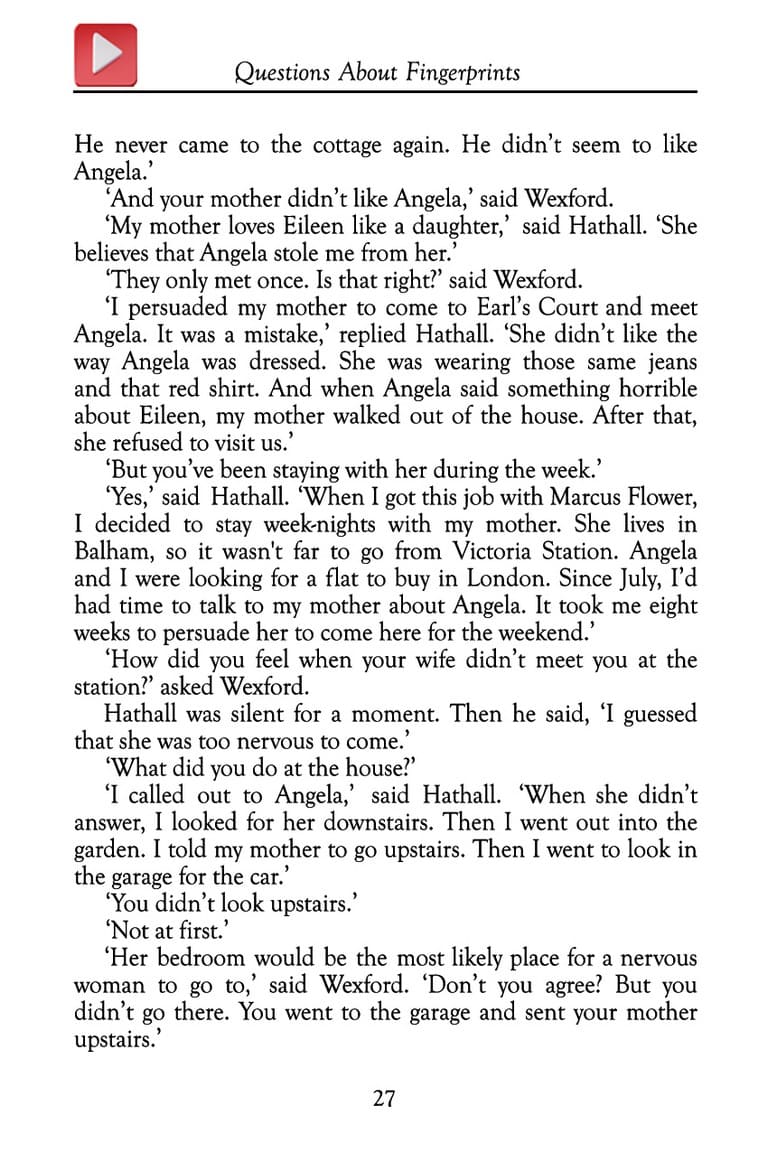 Questions About Fingerprints
He never came to the cottage again. He didn’t seem to like
Angela.’
‘And your mother didn’t like Angela,’ said Wexford.
‘My mother loves Eileen like a daughter,’ said Hathall. ‘She
believes that Angela stole me from her.’
‘They only met once. Is that right?’ said Wexford.
‘I persuaded my mother to come to Earl’s Court and meet
Angela. It was a mistake,’ replied Hathall. ‘She didn’t like the
way Angela was dressed. She was wearing those same jeans
and that red shirt. And when Angela said something horrible
about Eileen, my mother walked out of the house. After that,
she refused to visit us.’
‘But you’ve been staying with her during the week.’
‘Yes,’ said Hathall. ‘When I got this job with Marcus Flower,
I decided to stay week-nights with my mother. She lives in
Balham, so it wasn't far to go from Victoria Station. Angela
and I were looking for a flat to buy in London. Since July, I’d
had time to talk to my mother about Angela. It took me eight
weeks to persuade her to come here for the weekend.’
‘How did you feel when your wife didn’t meet you at the
station?’ asked Wexford.
Hathall was silent for a moment. Then he said, ‘I guessed
that she was too nervous to come.’
‘What did you do at the house?’
‘I called out to Angela,’ said Hathall. ‘When she didn’t
answer, I looked for her downstairs. Then I went out into the
garden. I told my mother to go upstairs. Then I went to look in
the garage for the car.’
‘You didn’t look upstairs.’
‘Not at first.’
‘Her bedroom would be the most likely place for a nervous
woman to go to,’ said Wexford. ‘Don’t you agree? But you
didn’t go there. You went to the garage and sent your mother
upstairs.’
27